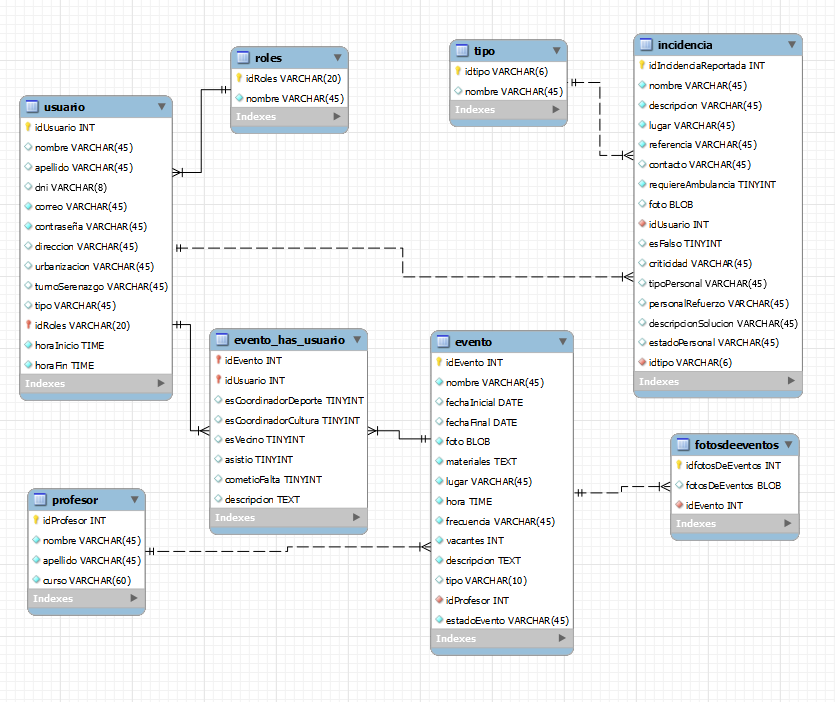 roles
idRoles VARCHAR(20)
nombre VARCHAR(45)
Indexes
tipo
idtipo VARCHAR(6)
nombre VARCHAR(45)
Indexes
incidencia
idIncidenciaReportada INT
nombre VARCHAR(45)
descripcion VARCHAR(45)
lugar VARCHAR(45)
referencia VARCHAR(45)
contacto VARCHAR(45)
requiereAmbulancia TINYINT
foto BLOB
idUsuario INT
esFalso TINYINT
criticidad VARCHAR(45)
tipoPersonal VARCHAR(45)
personalRefuerzo VARCHAR(45)
descripcionSolucion VARCHAR(45)
estadoPersonal VARCHAR(45)
idtipo VARCHAR(6)
Indexes
usuario
idUsuario INT
nombre VARCHAR(45)
apellido VARCHAR(45)
dni VARCHAR(8)
correo VARCHAR(45)
contraseña VARCHAR(45)
direccion VARCHAR(45)
urbanizacion VARCHAR(45)
turnoSerenazgo VARCHAR(45)
tipo VARCHAR(45)
idRoles VARCHAR(20)
horaInicio TIME
horaFin TIME
Indexes
evento_has_usuario
idEvento INT
idUsuario INT
esCoordinadorDeporte TINYINT
esCoordinadorCultura TINYINT
esVecino TINYINT
asistio TINYINT
cometioFalta TINYINT
descripcion TEXT
Indexes
evento
idEvento INT
nombre VARCHAR(45)
fechaInicial DATE
fechaFinal DATE
foto BLOB
materiales TEXT
lugar VARCHAR(45)
hora TIME
frecuencia VARCHAR(45)
vacantes INT
descripcion TEXT
tipo VARCHAR(10)
idProfesor INT
estadoEvento VARCHAR(45)
Indexes
fotosdeeventos
idfotosDeEventos INT
fotosDeEventos BLOB
idEvento INT
Indexes
profesor
idProfesor INT
nombre VARCHAR(45)
apellido VARCHAR(45)
curso VARCHAR(60)
Indexes